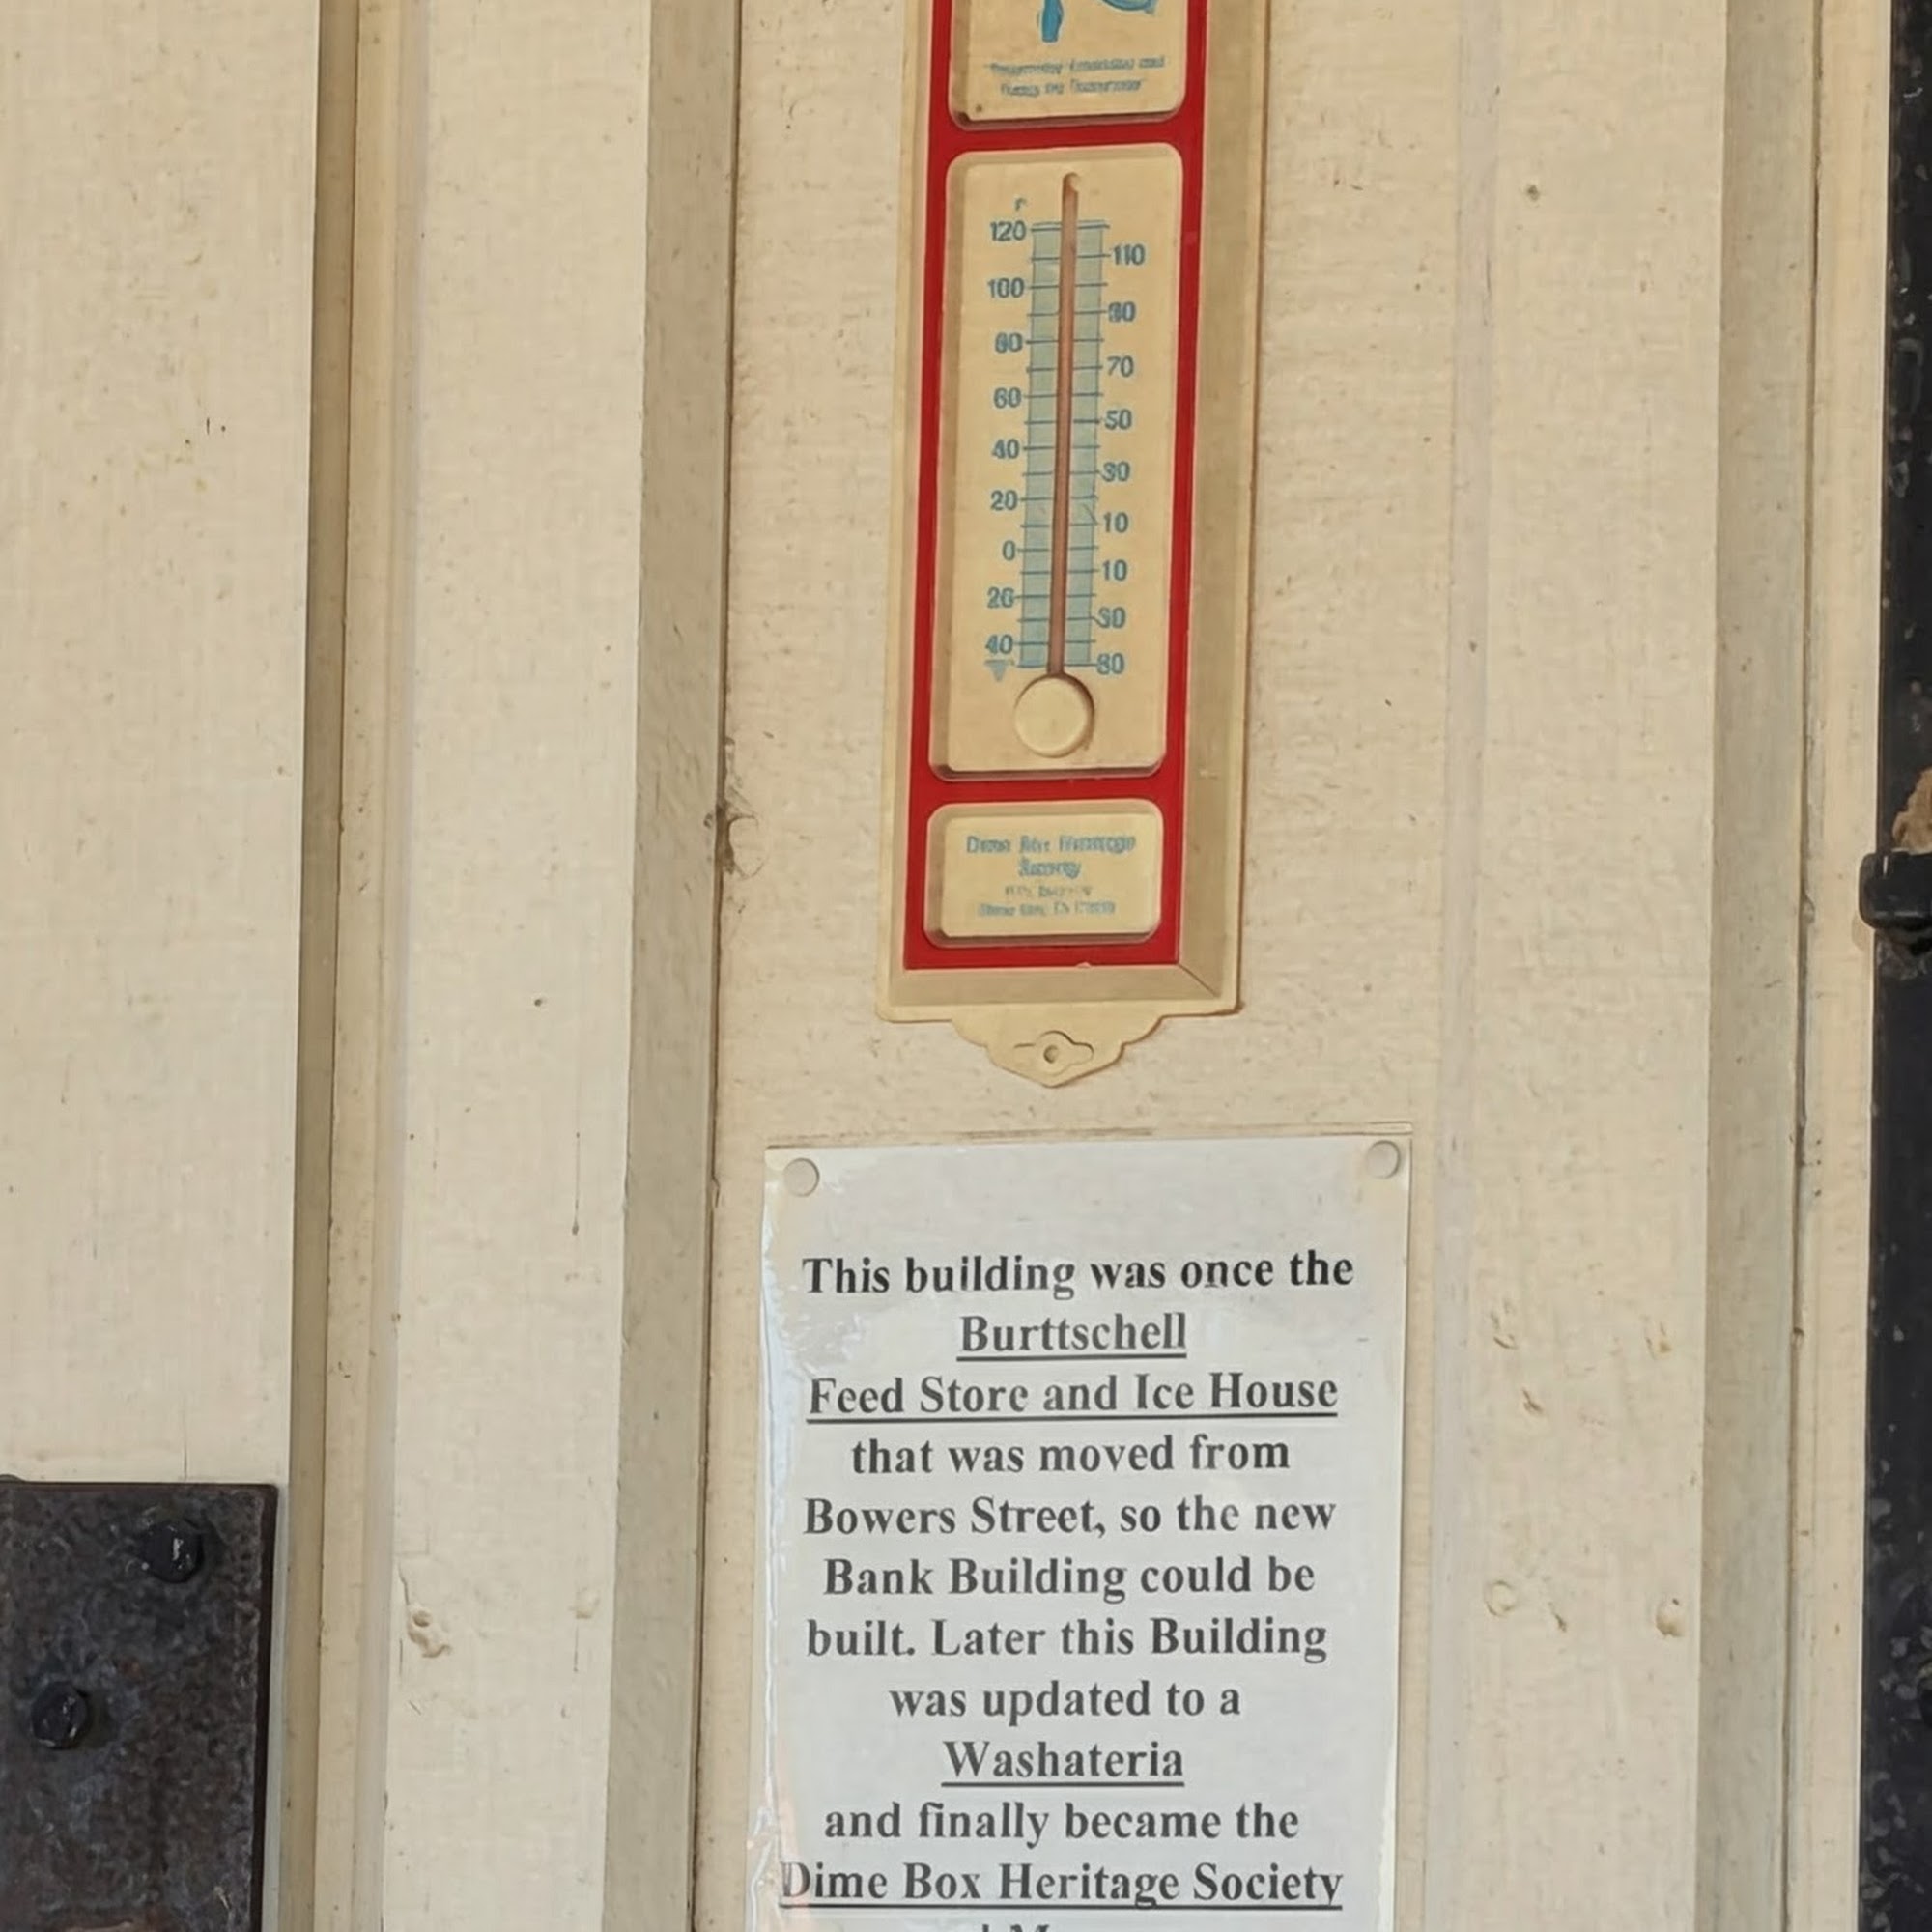 F
120
110
100
90
80
70
60
50
40
30
20
10
0
10
20
30
40
This building was once the
Burttschell
Feed Store and Ice House
that was moved from
Bowers Street, so the new
Bank Building could be
built. Later this Building
was updated to a
Washateria
and finally became the
Dime Box Heritage Society